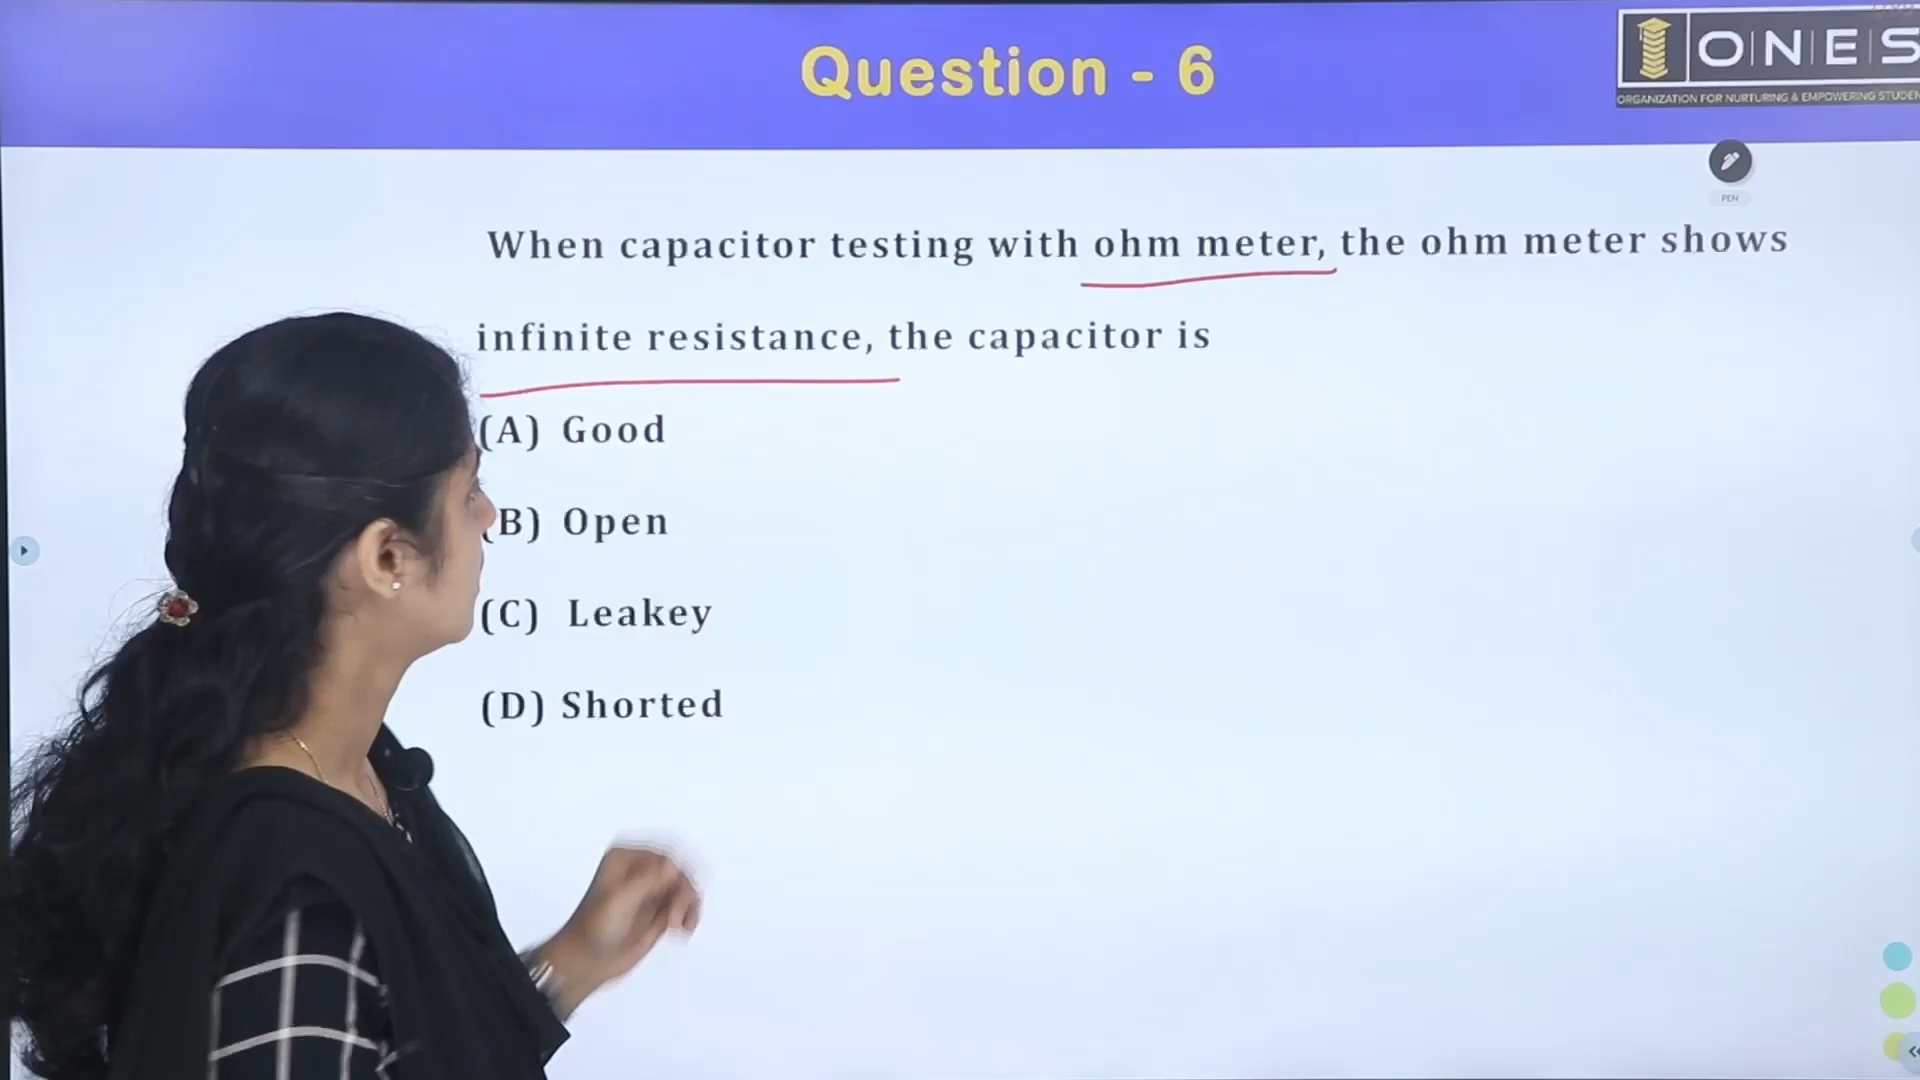 Question - 6
ONES
ORGANIZATION FOR NURTURING & EMPOWERING
PEN
When capacitor testing with ohm meter, the ohm meter shows
infinite resistance, the capacitor is
(A) Good
(B) Open
(C) Leakey
(D) Shorted